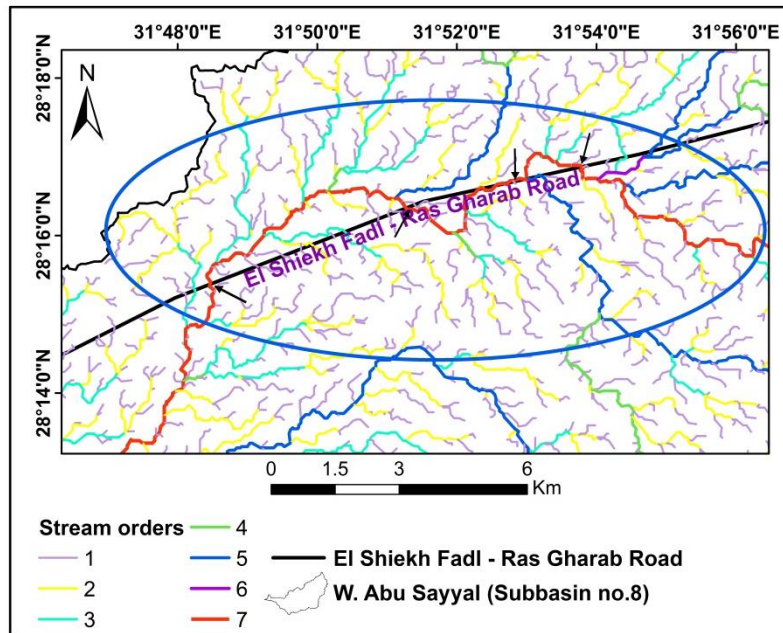 31°48'0"E 31°50'0"E 31°52'0"E 31°54'0"E 31°56'0"E
28°18'0"N
N
El Shiekh Fadl - Ras Gharab Road
28°16'0"N
28°14'0"N
0 1.5 3 6
Km
Stream orders
1
2
3
4
5
6
7
El Shiekh Fadl - Ras Gharab Road
W. Abu Sayyal (Subbasin no.8)